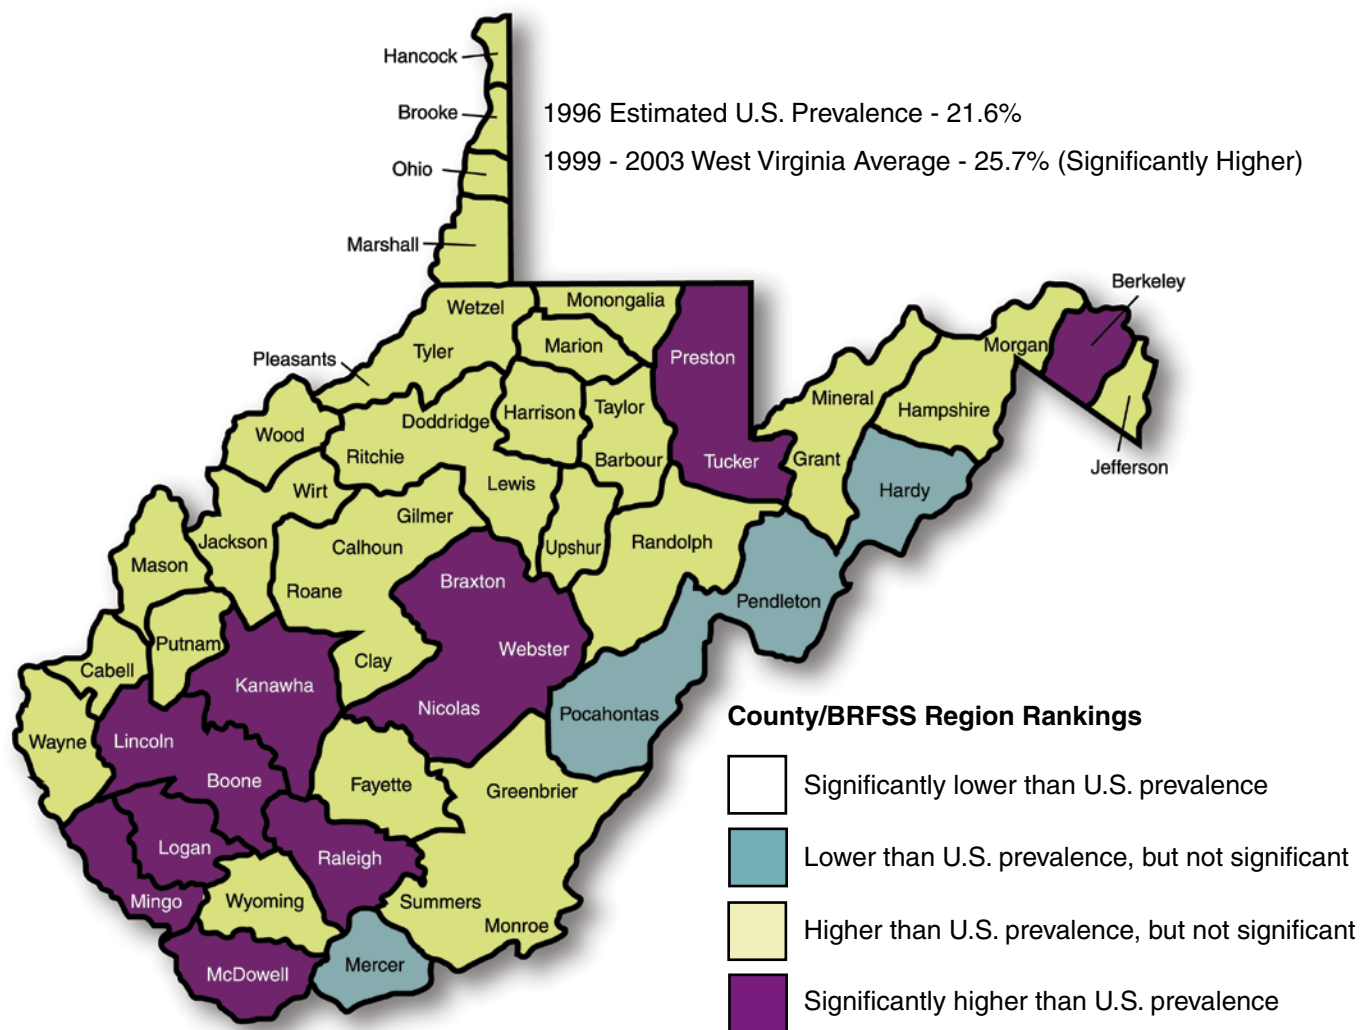 Hancock
Brooke
1996 Estimated U.S. Prevalence - 21.6%
1999 - 2003 West Virginia Average - 25.7% (Significantly Higher)
Ohio
Marshall
Berkeley
Wetzel
Monongalia
Tyler
Marion
Morgan
Pleasants
Preston
Mineral
Hampshire
Doddridge
Harrison
Taylor
Wood
Ritchie
Barbour
Tucker
Grant
Jefferson
Wirt
Lewis
Hardy
Gilmer
Jackson
Calhoun
Upshur
Randolph
Mason
Roane
Braxton
Pendleton
Putnam
Webster
Cabell
Clay
Kanawha
Nicolas
Pocahontas
County/BRFSS Region Rankings
Wayne
Lincoln
Boone
Fayette
Greenbrier
Significantly lower than U.S. prevalence
Logan
Raleigh
Lower than U.S. prevalence, but not significant
Mingo
Wyoming
Summers
Monroe
Higher than U.S. prevalence, but not significant
McDowell
Mercer
Significantly higher than U.S. prevalence